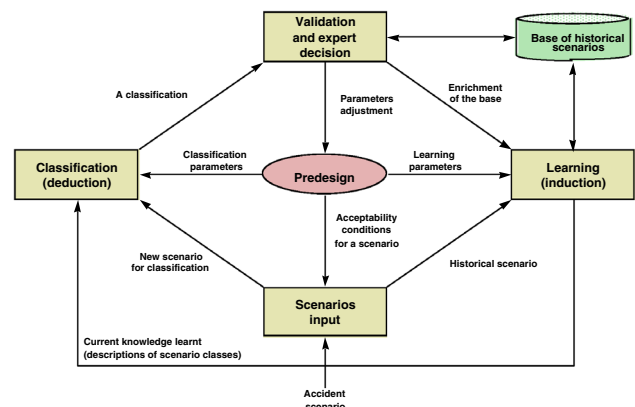 Validation
and expert
decision
Base of historical
scenarios
A classification
Parameters
adjustment
Enrichment
of the base
Classification
(deduction)
Classification
parameters
Predesign
Learning
parameters
Learning
(induction)
Acceptability
conditions
for a scenario
New scenario
for classification
Historical scenario
Scenarios
input
Current knowledge learnt
(descriptions of scenario classes)
Accident
scenario